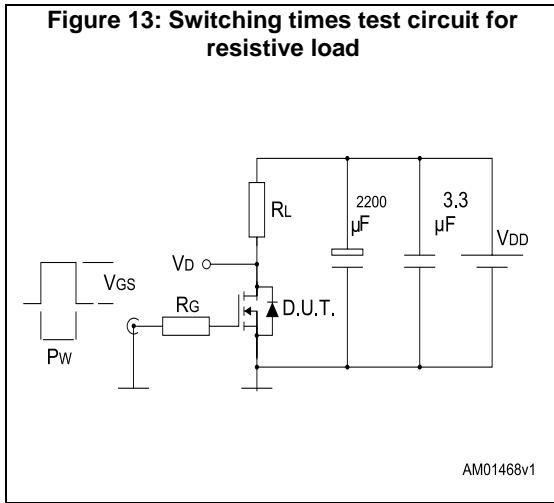 Figure 13: Switching times test circuit for
resistive load
RL
2200
μF
3.3
μF
VDD
VD
VGS
RG
D.U.T.
PW
AM01468v1